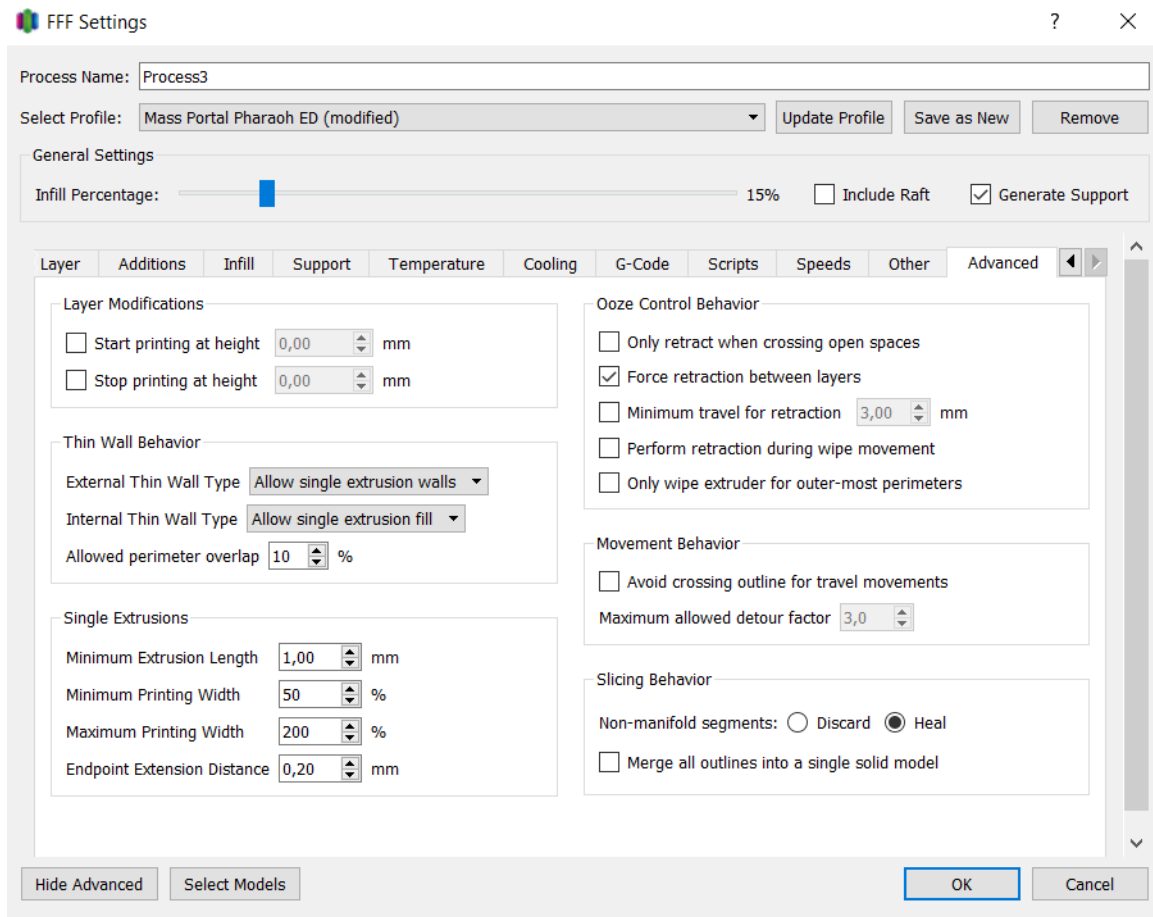 FFF Settings
Process Name: Process3
Select Profile: Mass Portal Pharaoh ED (modified) Update Profile Save as New Remove
General Settings
Infill Percentage: 15% Include Raft Generate Support
Layer Additions Infill Support Temperature Cooling G-Code Scripts Speeds Other Advanced
Layer Modifications
Start printing at height 0,00 mm
Stop printing at height 0,00 mm
Thin Wall Behavior
External Thin Wall Type Allow single extrusion walls
Internal Thin Wall Type Allow single extrusion fill
Allowed perimeter overlap 10 %
Single Extrusions
Minimum Extrusion Length 1,00 mm
Minimum Printing Width 50 %
Maximum Printing Width 200 %
Endpoint Extension Distance 0,20 mm
Ooze Control Behavior
Only retract when crossing open spaces
Force retraction between layers
Minimum travel for retraction 3,00 mm
Perform retraction during wipe movement
Only wipe extruder for outer-most perimeters
Movement Behavior
Avoid crossing outline for travel movements
Maximum allowed detour factor 3,0
Slicing Behavior
Non-manifold segments: Discard Heal
Merge all outlines into a single solid model
Hide Advanced Select Models OK Cancel